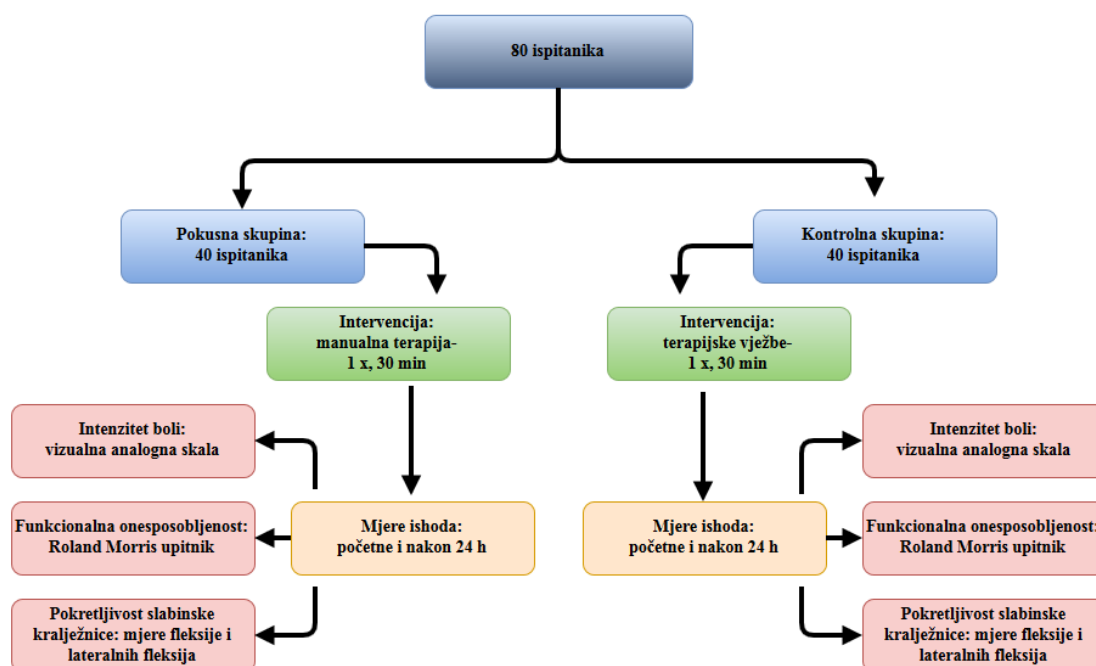 80 ispitanika
Pokusna skupina:
40 ispitanika
Kontrolna skupina:
40 ispitanika
Intervencija:
manualna terapija-
1 x, 30 min
Intervencija:
terapijske vježbe-
1 x, 30 min
Intenzitet boli:
vizualna analogna skala
Intenzitet boli:
vizualna analogna skala
Funkcionalna onesposobljenost:
Roland Morris upitnik
Mjere ishoda:
početne i nakon 24 h
Mjere ishoda:
početne i nakon 24 h
Funkcionalna onesposobljenost:
Roland Morris upitnik
Pokretljivost slabinske
kralježnice: mjere fleksije i
lateralnih fleksija
Pokretljivost slabinske
kralježnice: mjere fleksije i
lateralnih fleksija